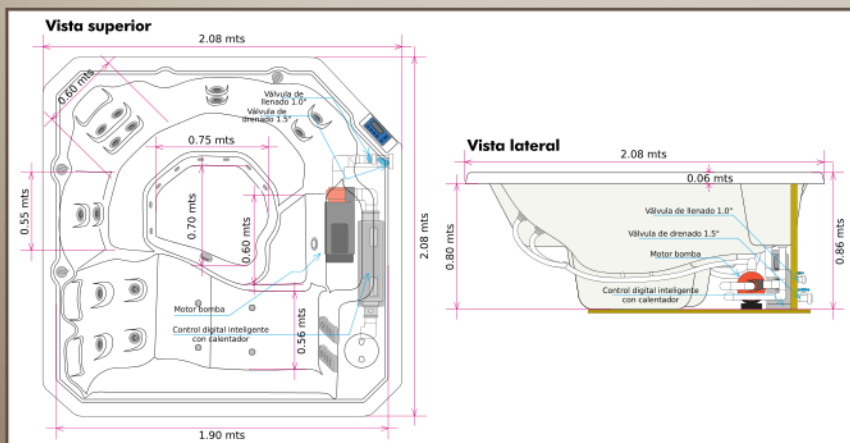 Vista superior
2.08 mts
0.60 mts
Válvula de
llenado 1.0"
Válvula de
drenado 1.5"
0.75 mts
0.55 mts
0.70 mts
0.60 mts
2.08 mts
Motor bomba
Control digital inteligente
con calentador
0.56 mts
1.90 mts
Vista lateral
2.08 mts
0.06 mts
0.80 mts
Válvula de llenado 1.0"
Válvula de drenado 1.5"
Motor bomba
Control digital inteligente
con calentador
0.86 mts